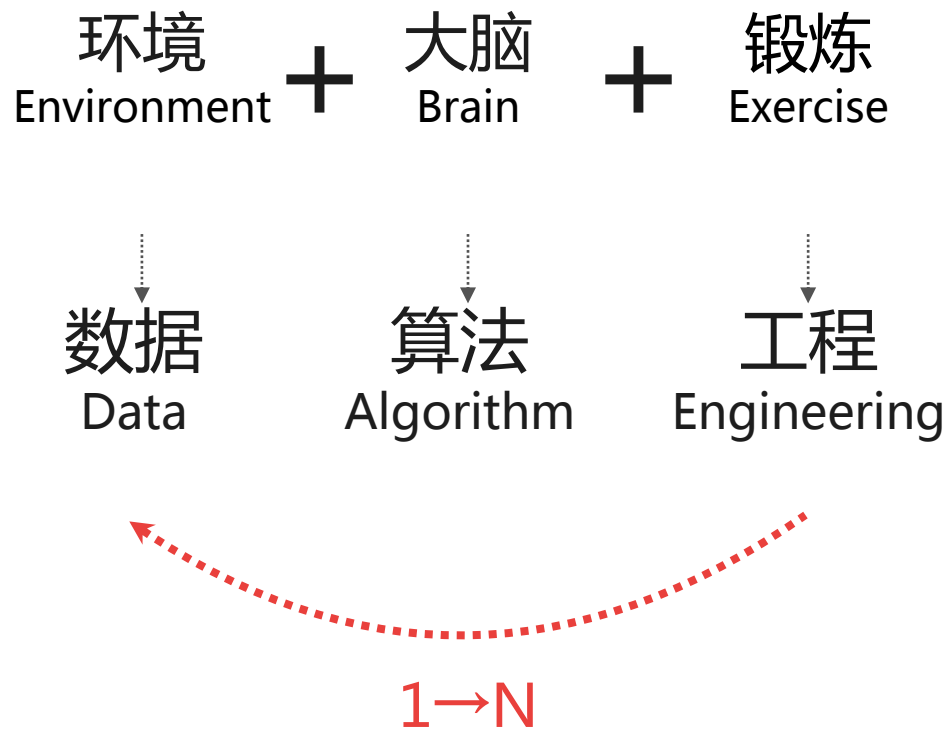 环境 + 大脑 + 锻炼
Environment Brain Exercise
数据 算法 工程
Data Algorithm Engineering
1→N